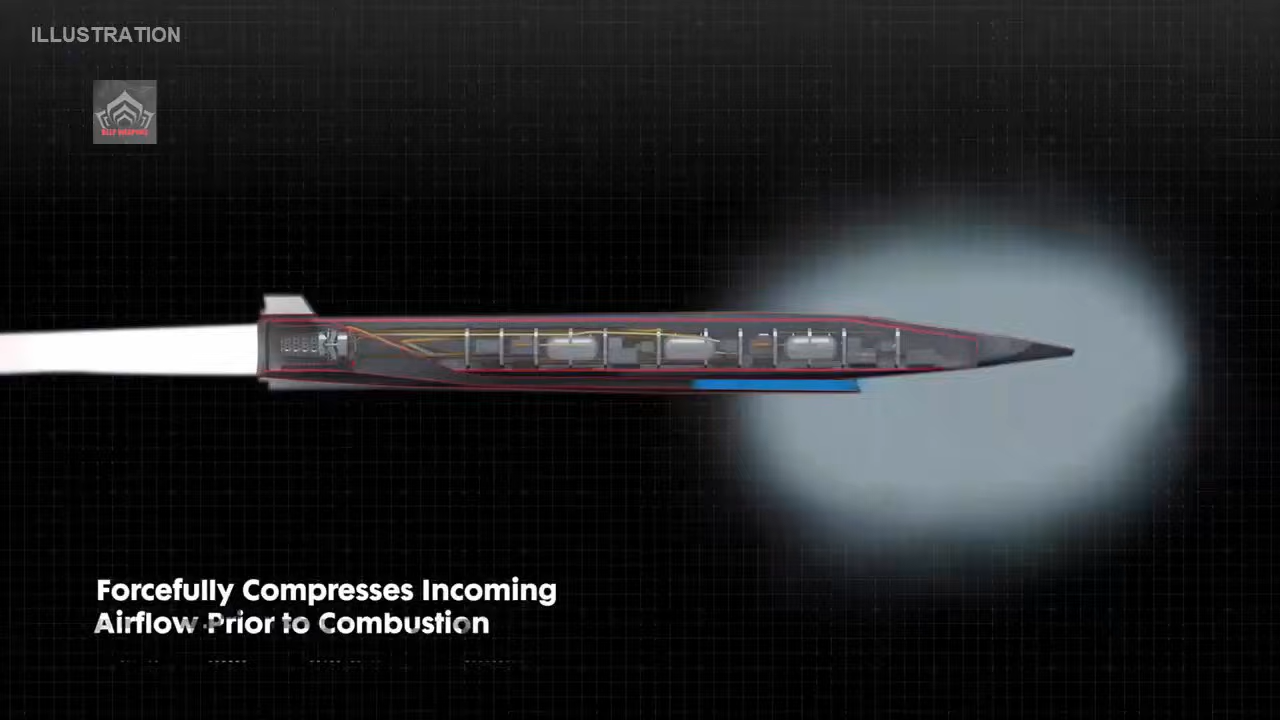 ILLUSTRATION
Forcefully Compresses Incoming
Airflow Prior to Combustion